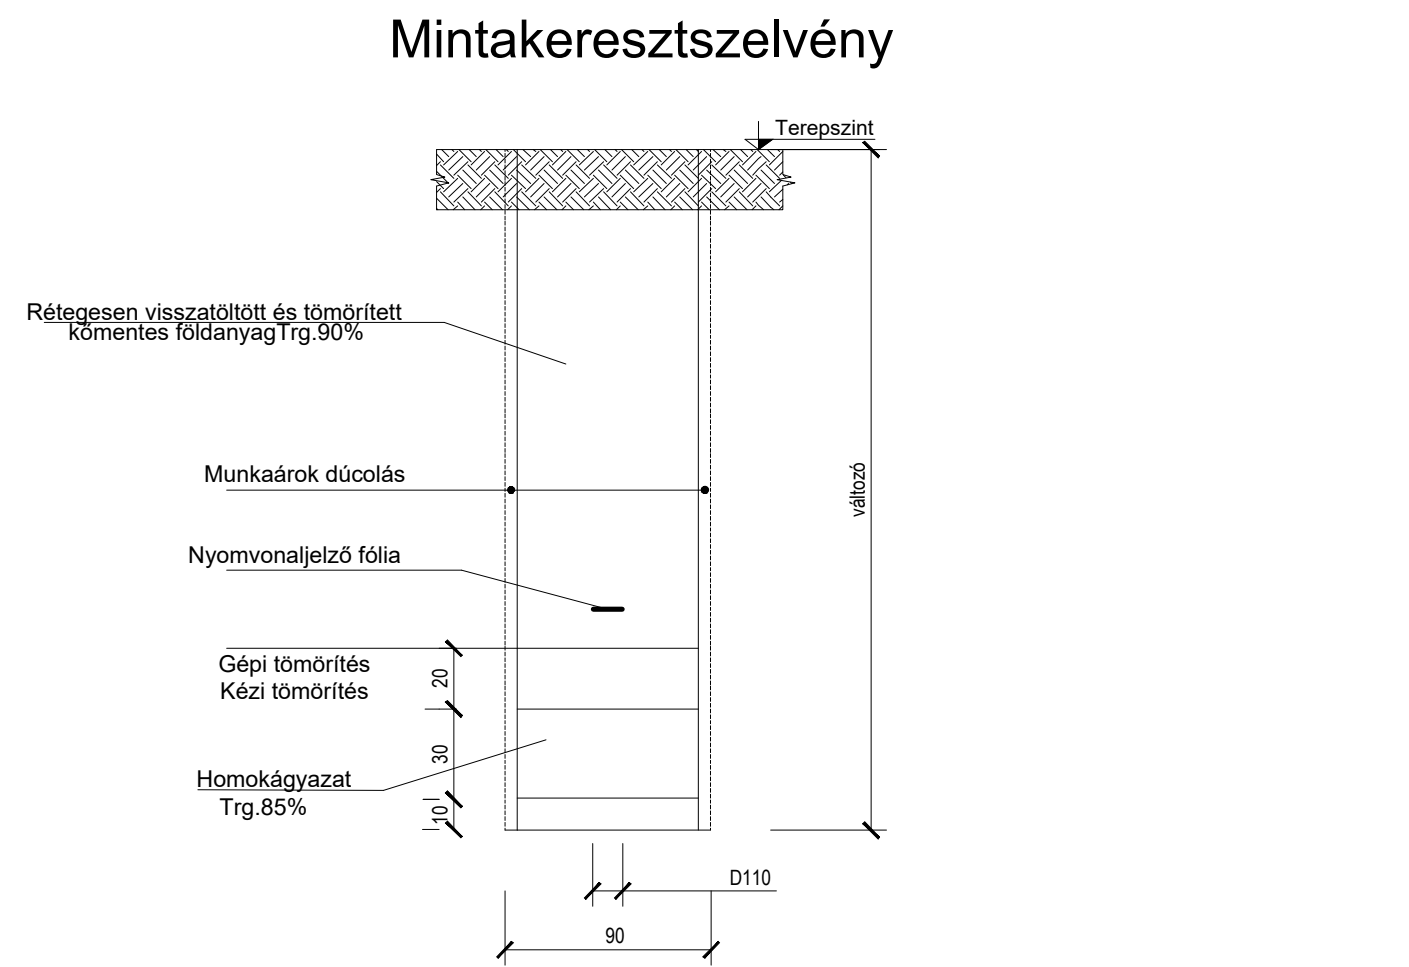 Mintakeresztszelvény
Terepszint
Rétegesen visszatöltött és tömörített
kőmentes földanyagTrg.90%
Munkaárok dúcolás
változó
Nyomvonaljelző fólia
Gépi tömörítés
Kézi tömörítés
20
30
Homokágyazat
Trg.85%
10
D110
90